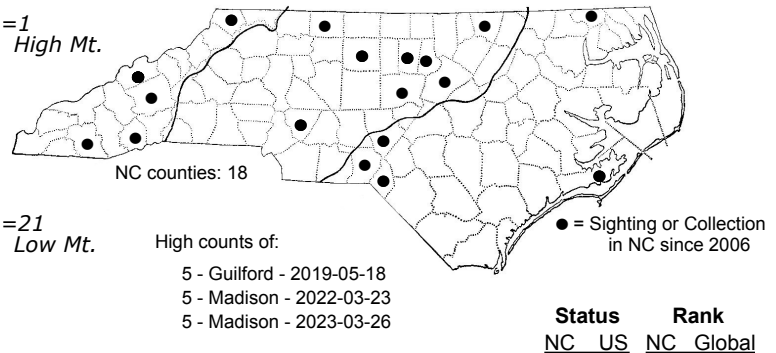 =1
High Mt.
NC counties: 18
=21
Low Mt.
High counts of:
5 - Guilford - 2019-05-18
5 - Madison - 2022-03-23
5 - Madison - 2023-03-26
● = Sighting or Collection
in NC since 2006
Status Rank
NC US NC Global